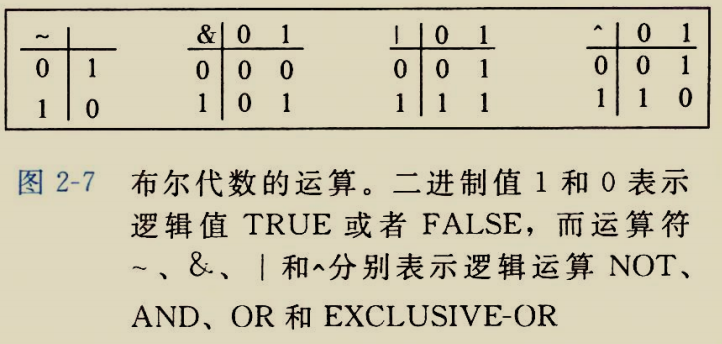 ~ & 0 1 | 0 1 ^ 0 1
0 1 0 0 0 0 0 1 0 0 1
1 0 1 0 1 1 1 1 1 1 0
图 2-7 布尔代数的运算。二进制值 1 和 0 表示
逻辑值 TRUE 或者 FALSE，而运算符
~、&、| 和^分别表示逻辑运算 NOT、
AND、OR 和 EXCLUSIVE-OR